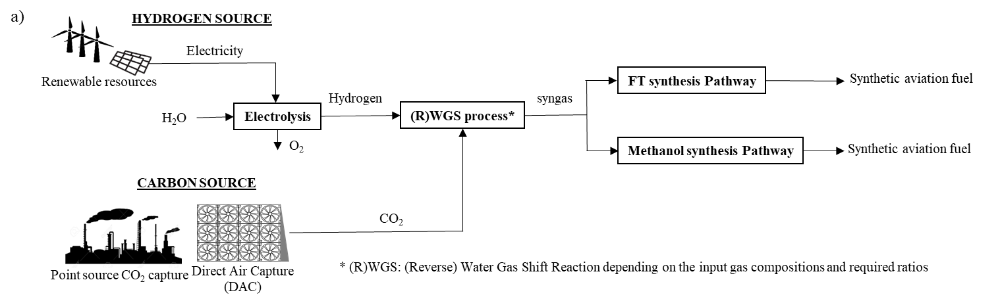 a)
HYDROGEN SOURCE
Electricity
Renewable resources
H₂O
Electrolysis
O₂
Hydrogen
(R)WGS process*
syngas
FT synthesis Pathway
Synthetic aviation fuel
Methanol synthesis Pathway
Synthetic aviation fuel
CARBON SOURCE
CO₂
Point source CO₂ capture
Direct Air Capture
(DAC)
* (R)WGS: (Reverse) Water Gas Shift Reaction depending on the input gas compositions and required ratios